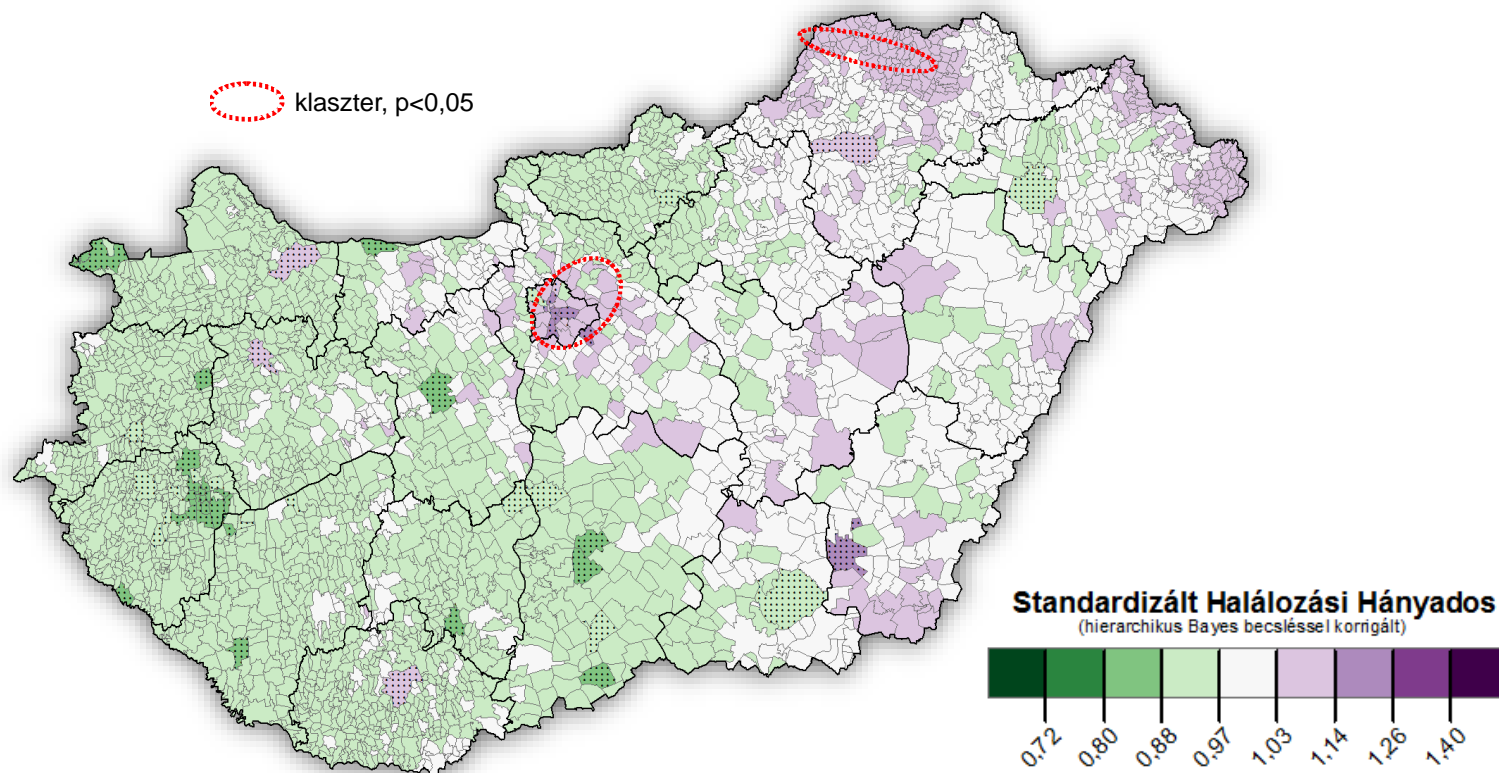 klaszter, p<0,05
Standardizált Halálozási Hányados
(hierarchikus Bayes becsléssel korrigált)
0,72 0,80 0,88 0,97 1,03 1,14 1,26 1,40